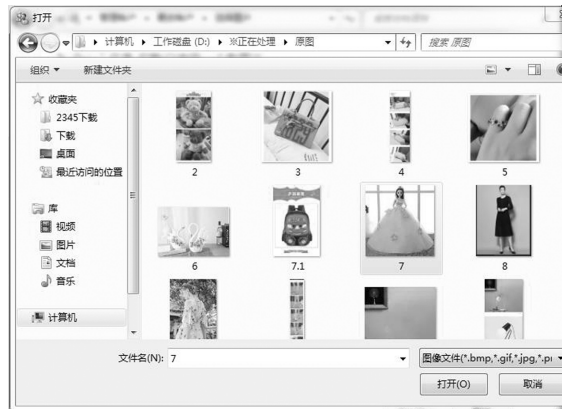 打开
计算机 ▸ 工作磁盘 (D:) ▸ ※正在处理 ▸ 原图
搜索 原图
组织 新建文件夹
收藏夹
2345下载
下载
桌面
最近访问的位置
库
视频
图片
文档
音乐
计算机
2 3 4 5
6 7.1 7 8
文件名(N): 7
图像文件(*.bmp,*.gif,*.jpg,*.p
打开(O) 取消